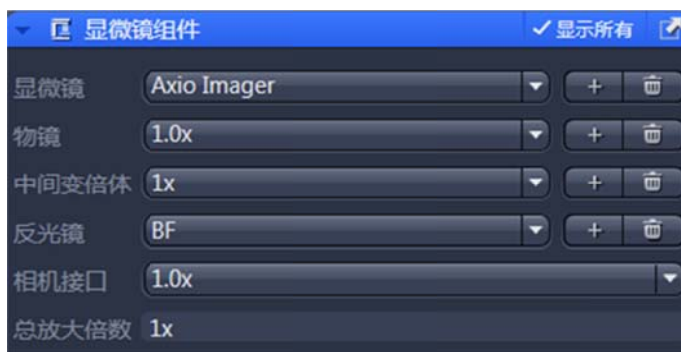 显微镜组件 显示所有
显微镜 Axio Imager
物镜 1.0x
中间变倍体 1x
反光镜 BF
相机接口 1.0x
总放大倍数 1x